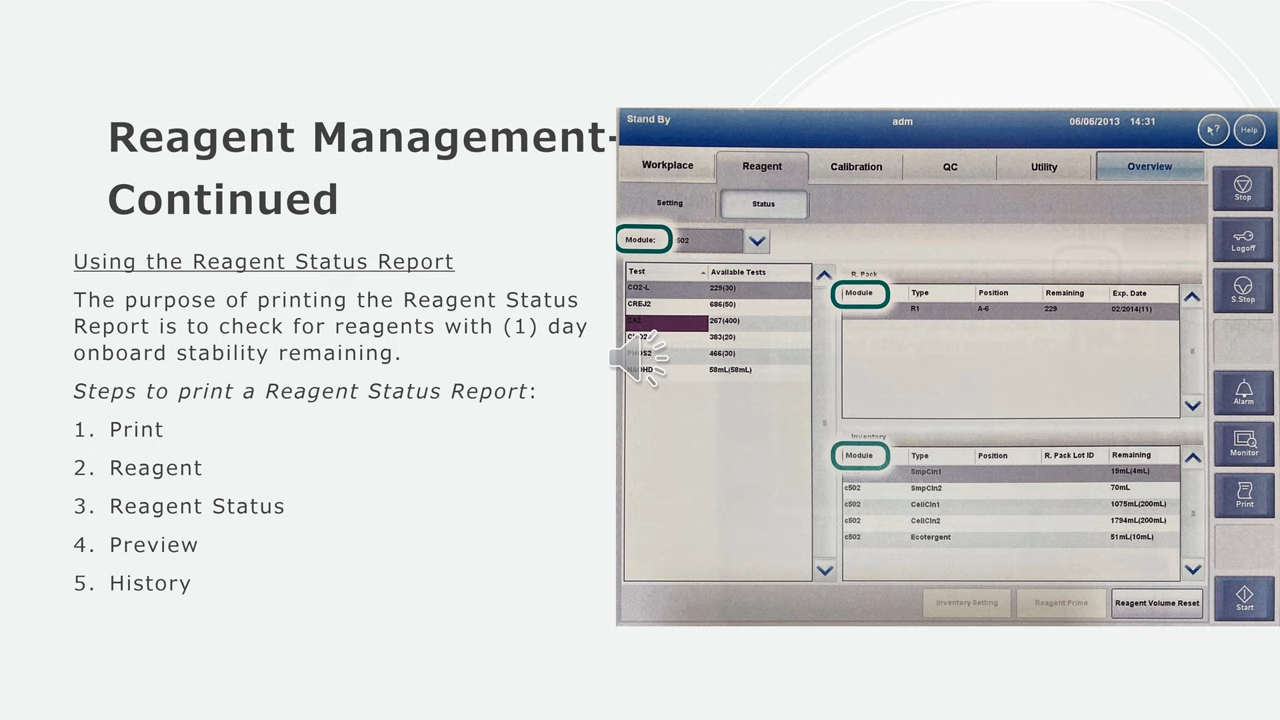 Reagent Management-
Continued
Using the Reagent Status Report
The purpose of printing the Reagent Status
Report is to check for reagents with (1) day
onboard stability remaining.
Steps to print a Reagent Status Report:
1. Print
2. Reagent
3. Reagent Status
4. Preview
5. History
Stand By adm 06/06/2013 14:31
? Help
Workplace Reagent Calibration QC Utility Overview
Setting Status
Module: 502
Test Available Tests
CO2-L 229(30)
CREJ2 686(50)
267(400)
383(20)
PHOS2 466(30)
NAOHD 58mL(58mL)
R. Pack
Module Type Position Remaining Exp. Date
R1 A-6 229 02/2014(11)
Inventory
Module Type Position R. Pack Lot ID Remaining
SmpCln1 19mL(4mL)
c502 SmpCln2 70mL
c502 CellCln1 1075mL(200mL)
c502 CellCln2 1794mL(200mL)
c502 Ecotergent 51mL(10mL)
Inventory Setting Reagent Prime Reagent Volume Reset
Stop
Logoff
S.Stop
Alarm
Monitor
Print
Start